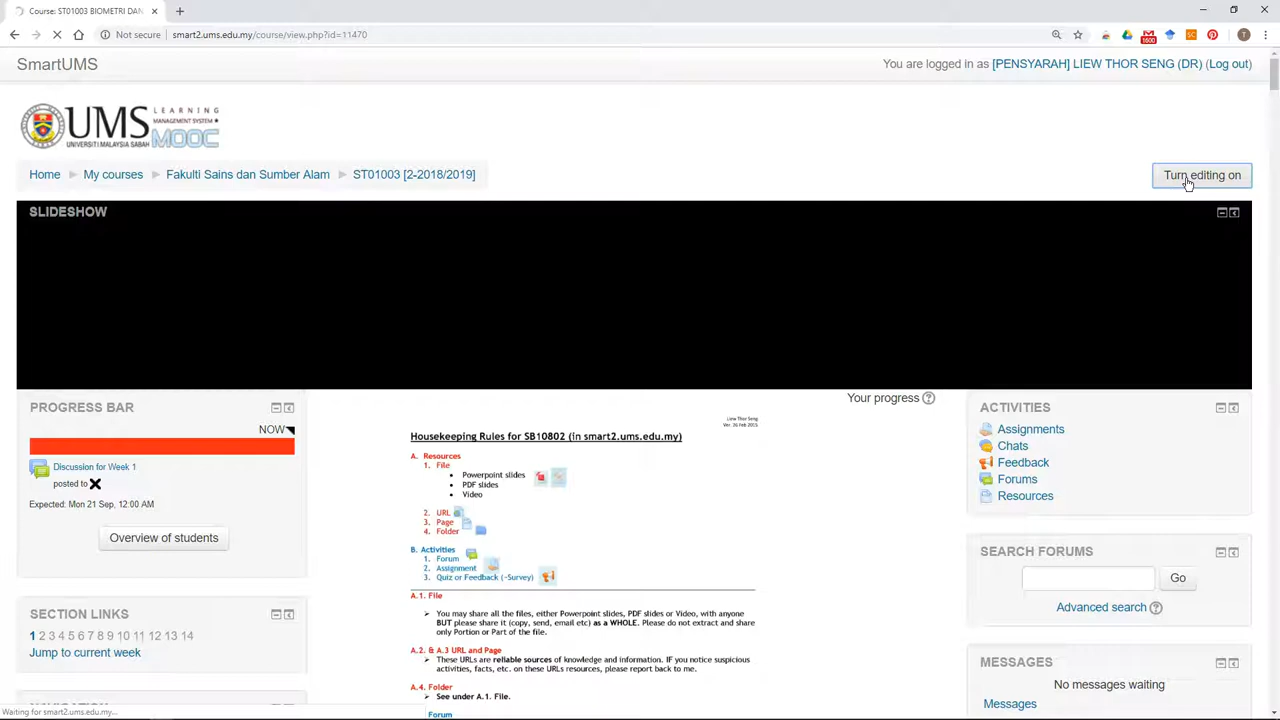 Course: ST01003 BIOMETRI DAN
Not secure | smart2.ums.edu.my/course/view.php?id=11470
1600
SC
T
SmartUMS
You are logged in as [PENSYARAH] LIEW THOR SENG (DR) (Log out)
UMS
UNIVERSITI MALAYSIA SABAH
LEARNING
MANAGEMENT SYSTEM
MOOC
Home
My courses
Fakulti Sains dan Sumber Alam
ST01003 [2-2018/2019]
Turn editing on
SLIDESHOW
PROGRESS BAR
NOW
Discussion for Week 1
posted to
Expected: Mon 21 Sep, 12:00 AM
Overview of students
SECTION LINKS
1 2 3 4 5 6 7 8 9 10 11 12 13 14
Jump to current week
NAVIGATION
Your progress
Liew Thor Seng
Housekeeping Rules for SB10802 (in smart2.ums.edu.my)
A. Resources
1. File
• Powerpoint slides
• PDF slides
• Video
2. URL
3. Page
4. Folder
B. Activities
1. Forum
2. Assignment
3. Quiz or Feedback (~Survey)
A.1. File
➢ You may share all the files, either Powerpoint slides, PDF slides or Video, with anyone
BUT please share it (copy, send, email etc) as a WHOLE. Please do not extract and share
only Portion or Part of the file.
A.2. & A.3 URL and Page
➢ These URLs are reliable sources of knowledge and information. IF you notice suspicious
activities, facts, etc. on these URLs resources, please report back to me.
A.4. Folder
➢ See under A.1. File.
Forum
ACTIVITIES
Assignments
Chats
Feedback
Forums
Resources
SEARCH FORUMS
Go
Advanced search
MESSAGES
No messages waiting
Messages
Waiting for smart2.ums.edu.my...